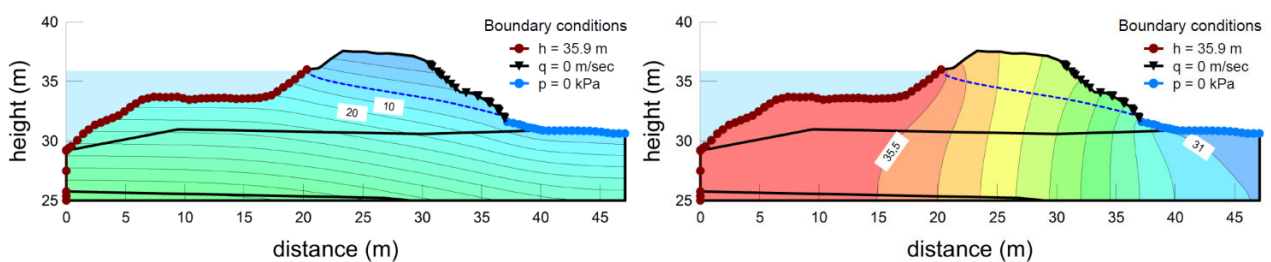 Boundary conditions
h = 35.9 m
q = 0 m/sec
p = 0 kPa
height (m)
40
35
30
25
20
10
0 5 10 15 20 25 30 35 40 45
distance (m)
Boundary conditions
h = 35.9 m
q = 0 m/sec
p = 0 kPa
height (m)
40
35
30
25
35,5
31
0 5 10 15 20 25 30 35 40 45
distance (m)